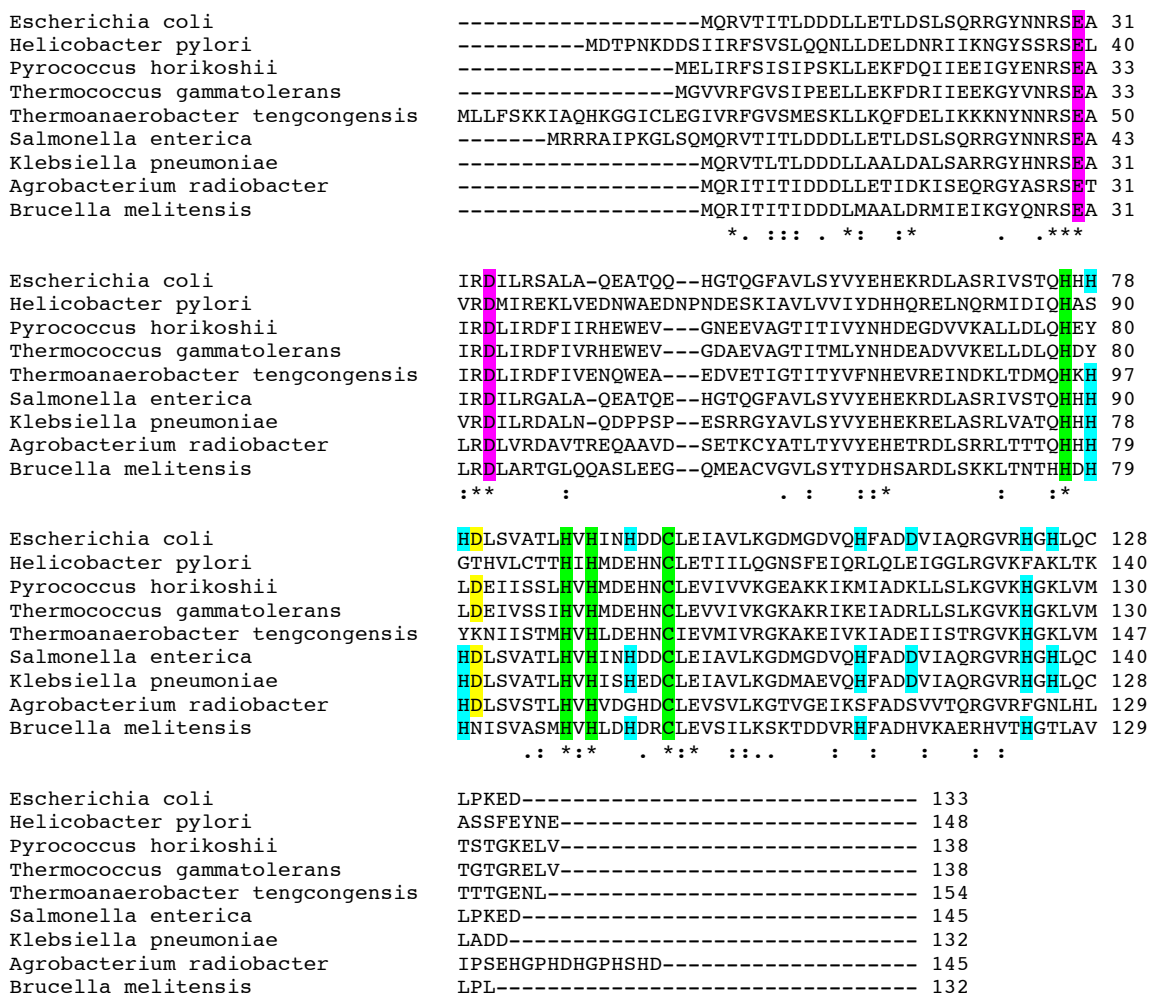 Escherichia coli -------------------MQRVTITLDDDLLETLDSLSQRRGYNNRSEA 31
Helicobacter pylori ----------MDTPNKDDSIIRFSVSLQQNLLDELDNRIIKNGYSSRSEL 40
Pyrococcus horikoshii -----------------MELIRFSISIPSKLLEKFDQIIEEIGYENRSEA 33
Thermococcus gammatolerans -----------------MGVVRFGVSIPEELLEKFDRIIEEKGYVNRSEA 33
Thermoanaerobacter tengcongensis MLLFSKKIAQHKGGICLEGIVRFGVSMESKLLKQFDELIKKKNYNNRSEA 50
Salmonella enterica -------MRRRAIPKGLSQMQRVTITLDDDLLETLDSLSQRRGYNNRSEA 43
Klebsiella pneumoniae -------------------MQRVTLTLDDDLLAALDALSARRGYHNRSEA 31
Agrobacterium radiobacter -------------------MQRITITIDDDLLETIDKISEQRGYASRSET 31
Brucella melitensis -------------------MQRITITIDDDLMAALDRMIEIKGYQNRSEA 31
*. ::: . *: :* . .***
Escherichia coli IRDILRSALA-QEATQQ--HGTQGFAVLSYVYEHEKRDLASRIVSTQHHH 78
Helicobacter pylori VRDMIREKLVEDNWAEDNPNDESKIAVLVVIYDHHQRELNQRMIDIQHAS 90
Pyrococcus horikoshii IRDLIRDFIIRHEWEV---GNEEVAGTITIVYNHDEGDVVKALLDLQHEY 80
Thermococcus gammatolerans IRDLIRDFIVRHEWEV---GDAEVAGTITMLYNHDEADVVKELLDLQHDY 80
Thermoanaerobacter tengcongensis IRDLIRDFIVENQWEA---EDVETIGTITYVFNHEVREINDKLTDMQHKH 97
Salmonella enterica IRDILRGALA-QEATQE--HGTQGFAVLSYVYEHEKRDLASRIVSTQHHH 90
Klebsiella pneumoniae VRDILRDALN-QDPPSP--ESRRGYAVLSYVYEHEKRELASRLVATQHHH 78
Agrobacterium radiobacter LRDLVRDAVTREQAAVD--SETKCYATLTYVYEHETRDLSRRLTTTQHHH 79
Brucella melitensis LRDLARTGLQQASLEEG--QMEACVGVLSYTYDHSARDLSKKLTNTHHDH 79
:** : . : ::* : :*
Escherichia coli HDLSVATLHVHINHDDCLEIAVLKGDMGDVQHFADDVIAQRGVRHGHLQC 128
Helicobacter pylori GTHVLCTTHIHMDEHNCLETIILQGNSFEIQRLQLEIGGLRGVKFAKLTK 140
Pyrococcus horikoshii LDEIISSLHVHMDEHNCLEVIVVKGEAKKIKMIADKLLSLKGVKHGKLVM 130
Thermococcus gammatolerans LDEIVSSIHVHMDEHNCLEVVIVKGKAKRIKEIADRLLSLKGVKHGKLVM 130
Thermoanaerobacter tengcongensis YKNIISTMHVHLDEHNCIEVMIVRGKAKEIVKIADEIISTRGVKHGKLVM 147
Salmonella enterica HDLSVATLHVHINHDDCLEIAVLKGDMGDVQHFADDVIAQRGVRHGHLQC 140
Klebsiella pneumoniae HDLSVATLHVHISHEDCLEIAVLKGDMAEVQHFADDVIAQRGVRHGHLQC 128
Agrobacterium radiobacter HDLSVSTLHVHVDGHDCLEVSVLKGTVGEIKSFADSVVTQRGVRFGNLHL 129
Brucella melitensis HNISVASMHVHLDHDRCLEVSILKSKTDDVRHFADHVKAERHVTHGTLAV 129
.: *:* . *:* ::.. : : : : :
Escherichia coli LPKED------------------------------- 133
Helicobacter pylori ASSFEYNE---------------------------- 148
Pyrococcus horikoshii TSTGKELV---------------------------- 138
Thermococcus gammatolerans TGTGRELV---------------------------- 138
Thermoanaerobacter tengcongensis TTTGENL----------------------------- 154
Salmonella enterica LPKED------------------------------- 145
Klebsiella pneumoniae LADD-------------------------------- 132
Agrobacterium radiobacter IPSEHGPHDHGPHSHD-------------------- 145
Brucella melitensis LPL--------------------------------- 132